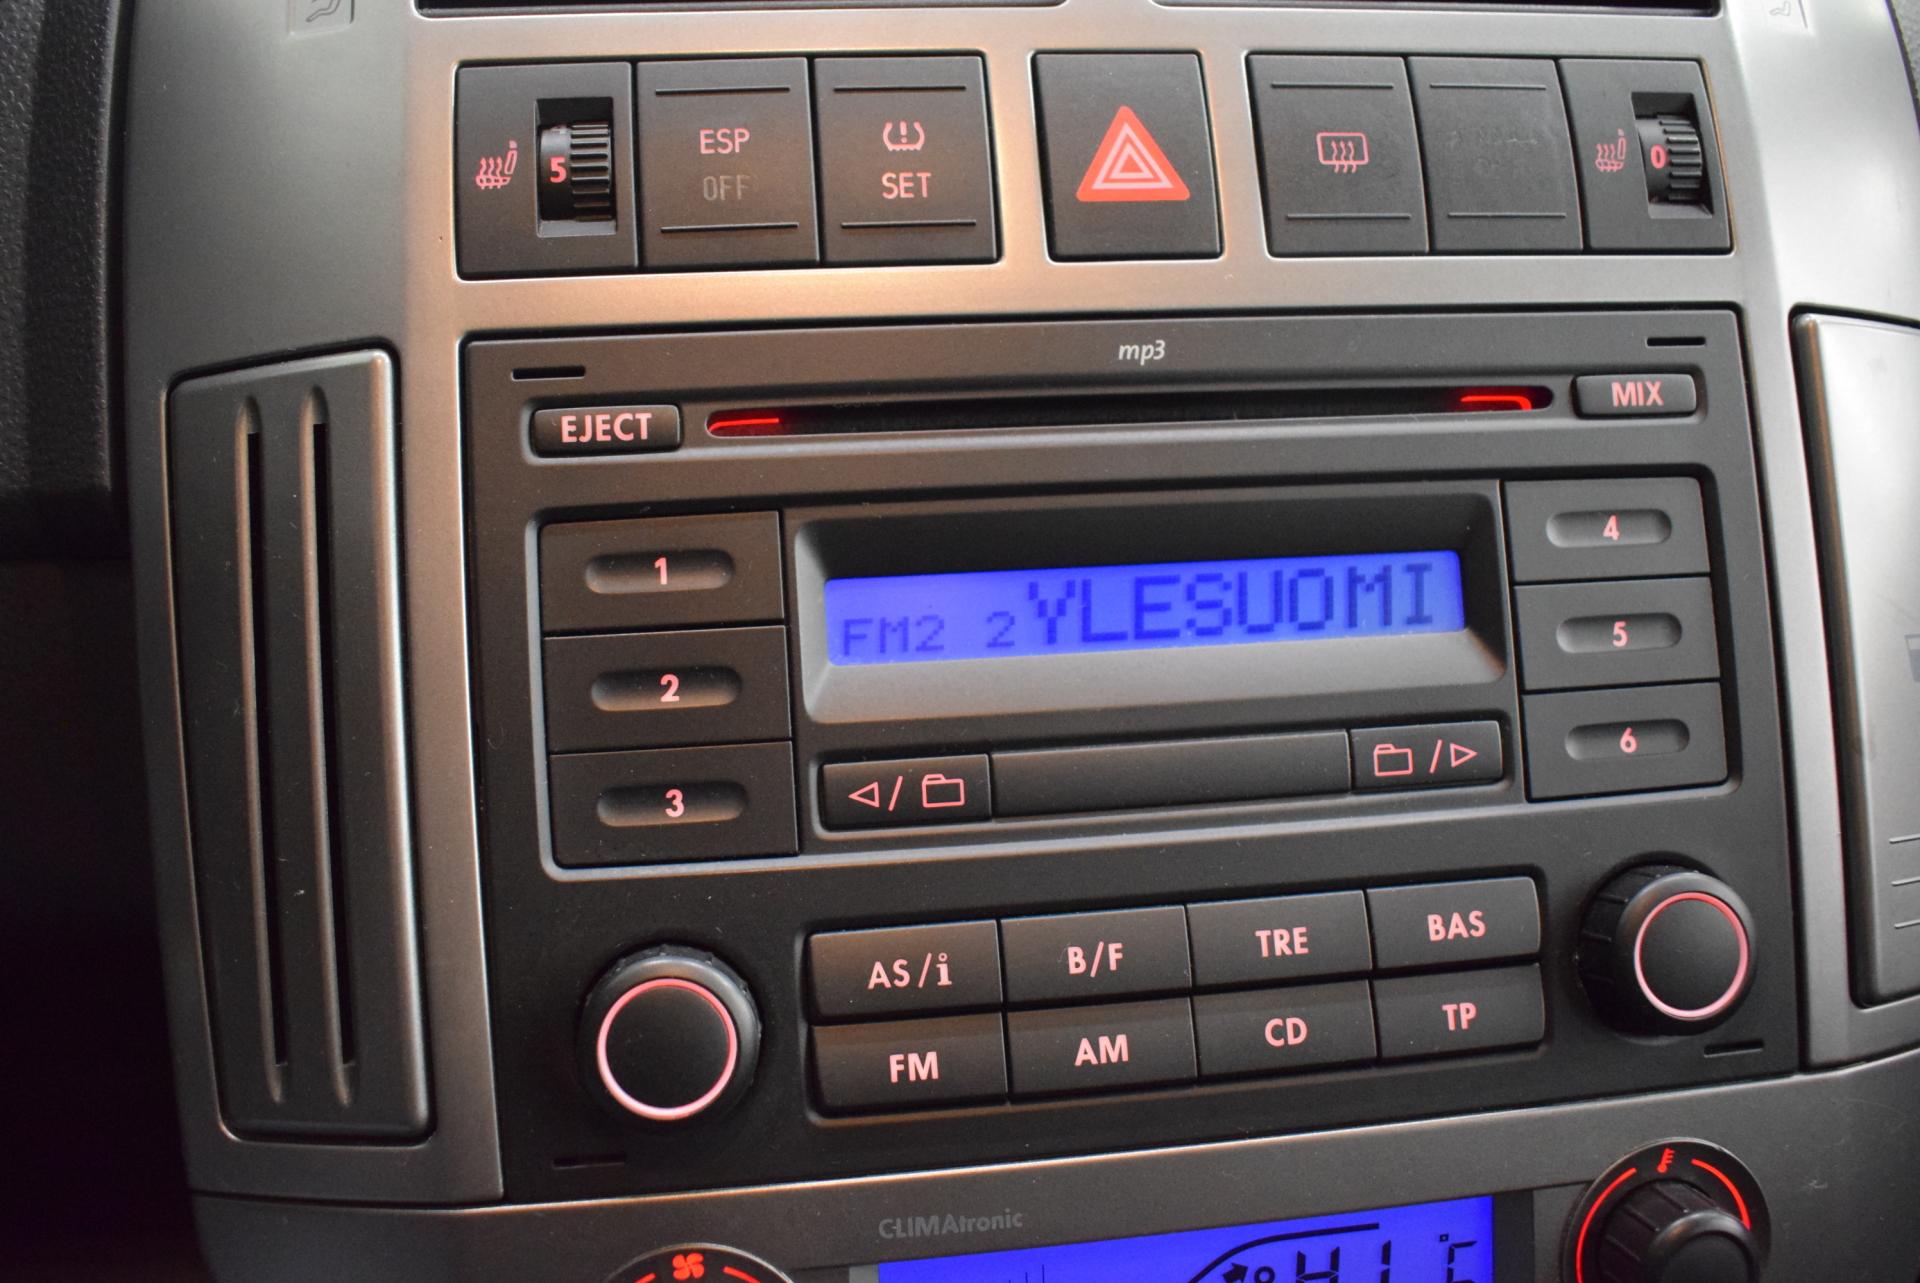 5
ESP
OFF
SET
0
mp3
EJECT
MIX
1
2
3
FM2 2 YLESUOMI
4
5
6
AS/i
B/F
TRE
BAS
FM
AM
CD
TP
CLIMAtronic